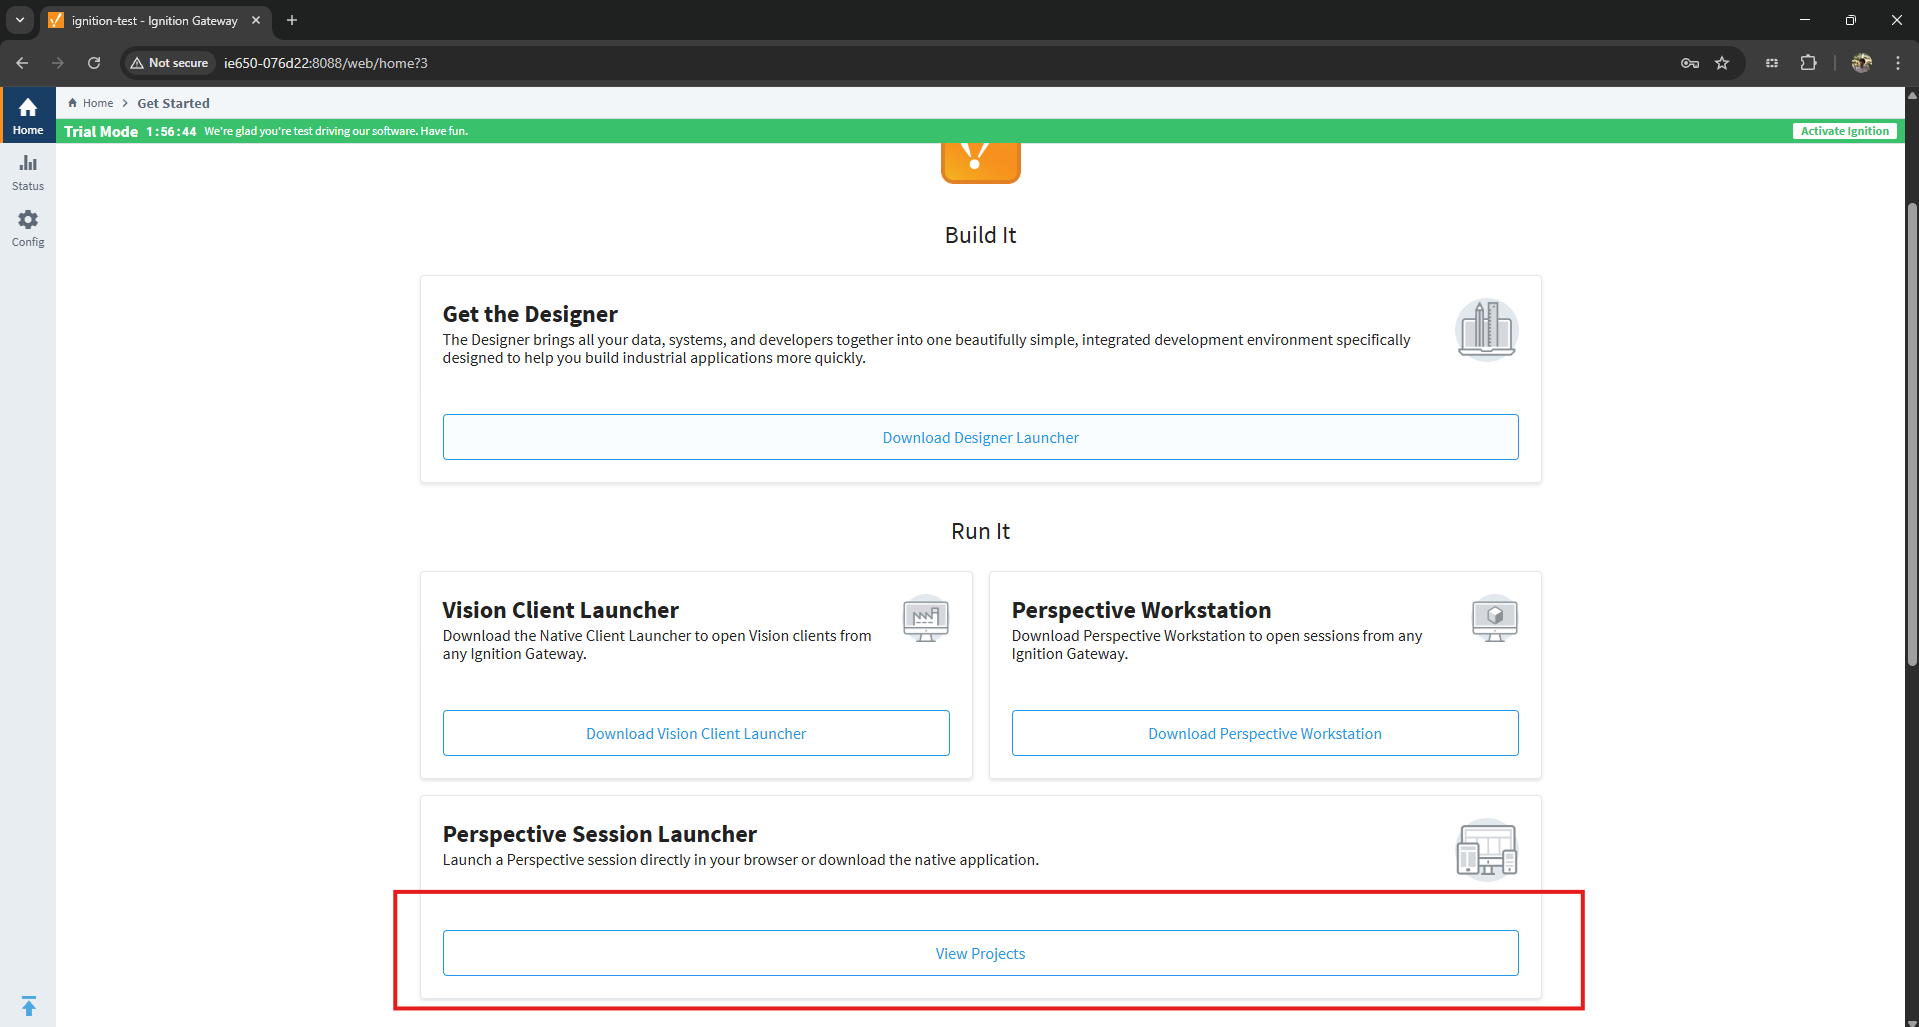 ignition-test - Ignition Gateway
Not secure
ie650-076d22:8088/web/home?3
Home
Get Started
Home
Trial Mode 1:56:44 We're glad you're test driving our software. Have fun.
Activate Ignition
Status
Config
Build It
Get the Designer
The Designer brings all your data, systems, and developers together into one beautifully simple, integrated development environment specifically
designed to help you build industrial applications more quickly.
Download Designer Launcher
Run It
Vision Client Launcher
Download the Native Client Launcher to open Vision clients from
any Ignition Gateway.
Download Vision Client Launcher
Perspective Workstation
Download Perspective Workstation to open sessions from any
Ignition Gateway.
Download Perspective Workstation
Perspective Session Launcher
Launch a Perspective session directly in your browser or download the native application.
View Projects